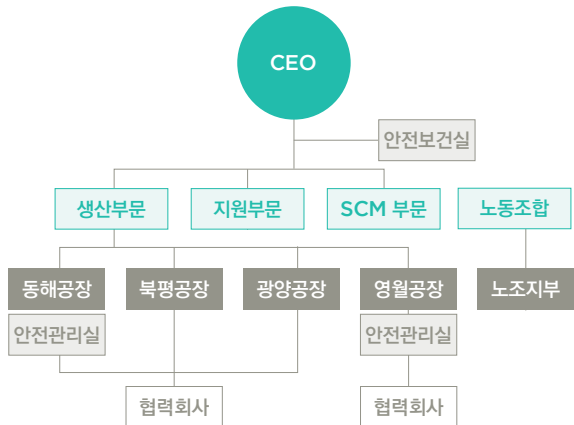 CEO
안전보건실
생산부문
지원부문
SCM 부문
노동조합
동해공장
북평공장
광양공장
영월공장
노조지부
안전관리실
안전관리실
협력회사
협력회사